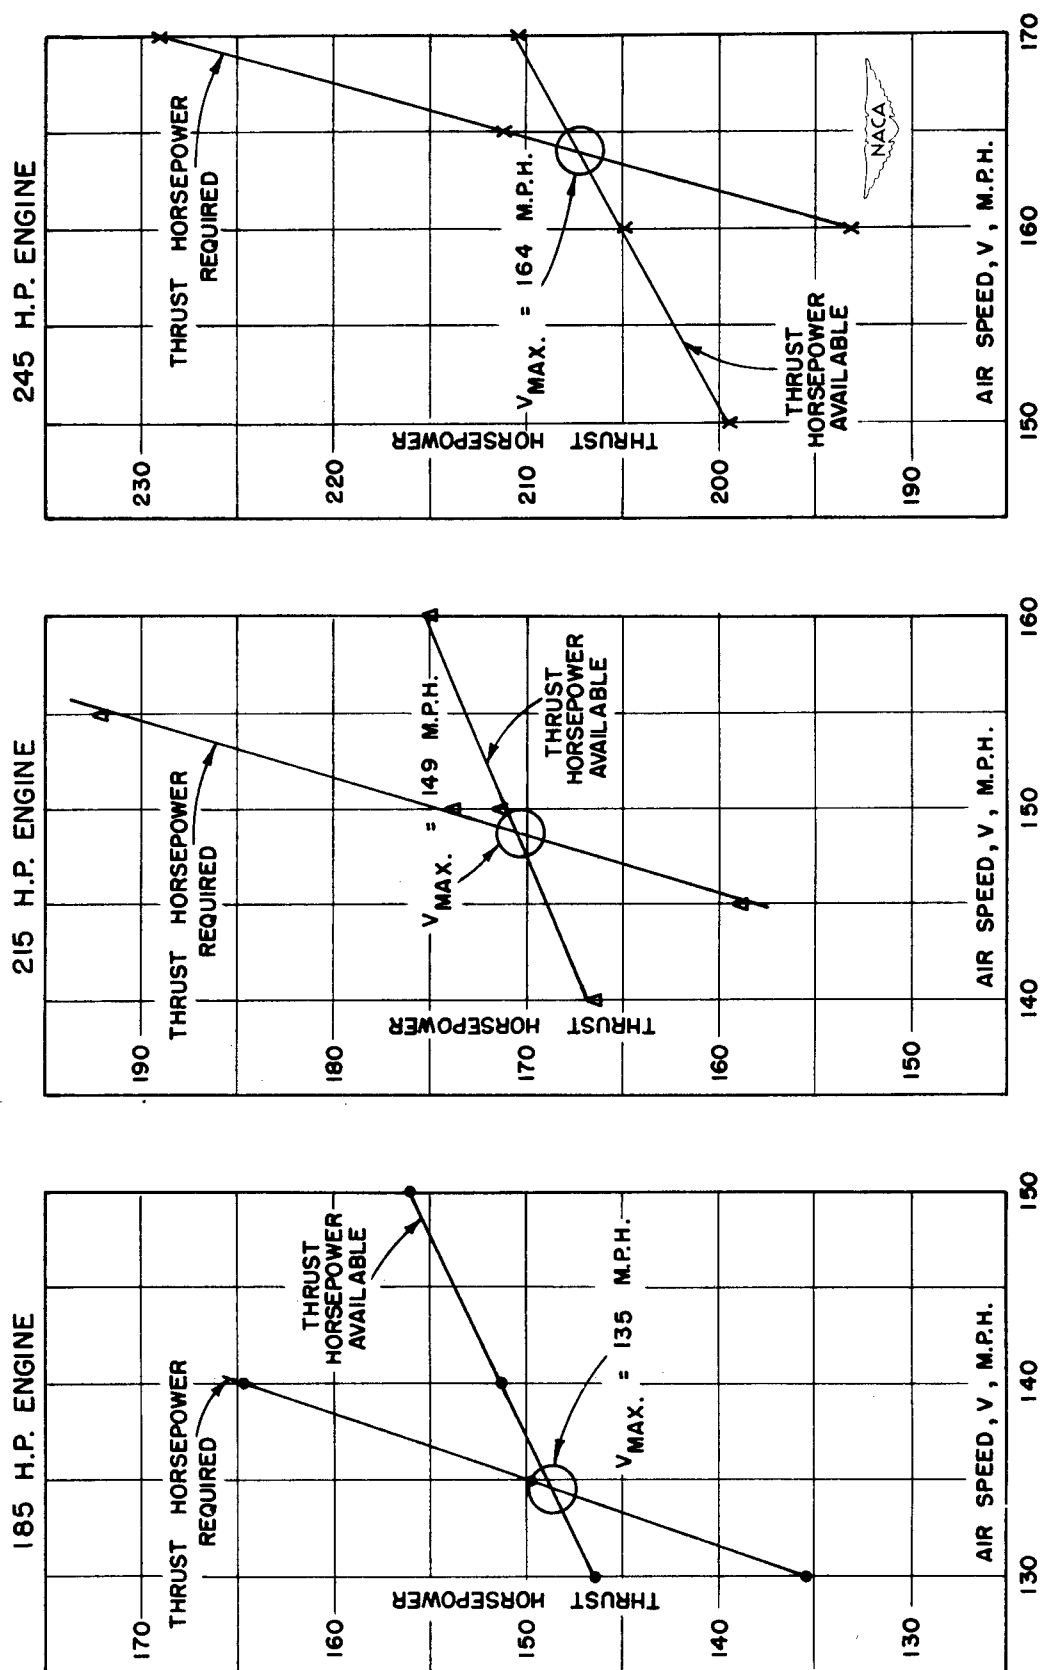 185 H.P. ENGINE
THRUST HORSEPOWER
REQUIRED
THRUST
HORSEPOWER
AVAILABLE
VMAX. = 135 M.P.H.
THRUST HORSEPOWER
170
160
150
140
130
AIR SPEED, V, M.P.H.
130
140
150
215 H.P. ENGINE
THRUST HORSEPOWER
REQUIRED
VMAX. = 149 M.P.H.
THRUST
HORSEPOWER
AVAILABLE
THRUST HORSEPOWER
190
180
170
160
150
AIR SPEED, V, M.P.H.
140
150
160
245 H.P. ENGINE
THRUST HORSEPOWER
REQUIRED
VMAX. = 164 M.P.H.
THRUST
HORSEPOWER
AVAILABLE
THRUST HORSEPOWER
230
220
210
200
190
NACA
AIR SPEED, V, M.P.H.
150
160
170